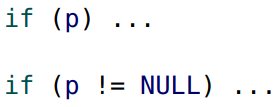 if (p) ...
if (p != NULL) ...